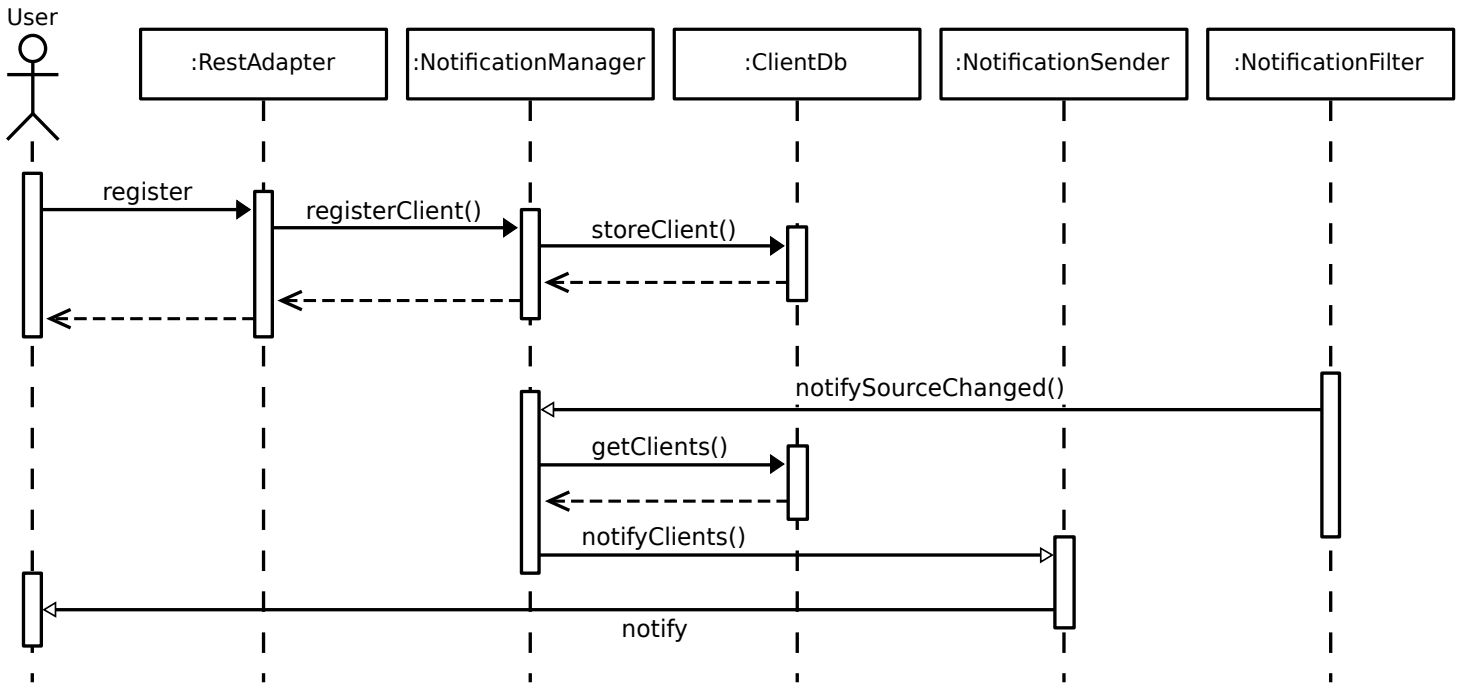 User
:RestAdapter
:NotificationManager
:ClientDb
:NotificationSender
:NotificationFilter
register
registerClient()
storeClient()
notifySourceChanged()
getClients()
notifyClients()
notify